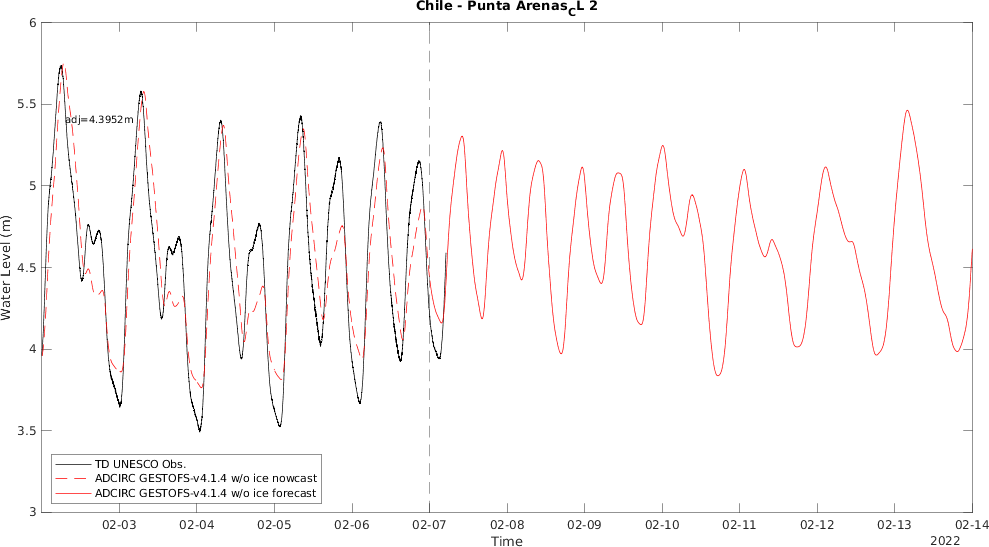 Chile - Punta Arenas_CL 2
6
5.5
5
4.5
4
3.5
3
Water Level (m)
adj=4.3952m
TD UNESCO Obs.
ADCIRC GESTOFS-v4.1.4 w/o ice nowcast
ADCIRC GESTOFS-v4.1.4 w/o ice forecast
02-03 02-04 02-05 02-06 02-07 02-08 02-09 02-10 02-11 02-12 02-13 02-14
Time
2022